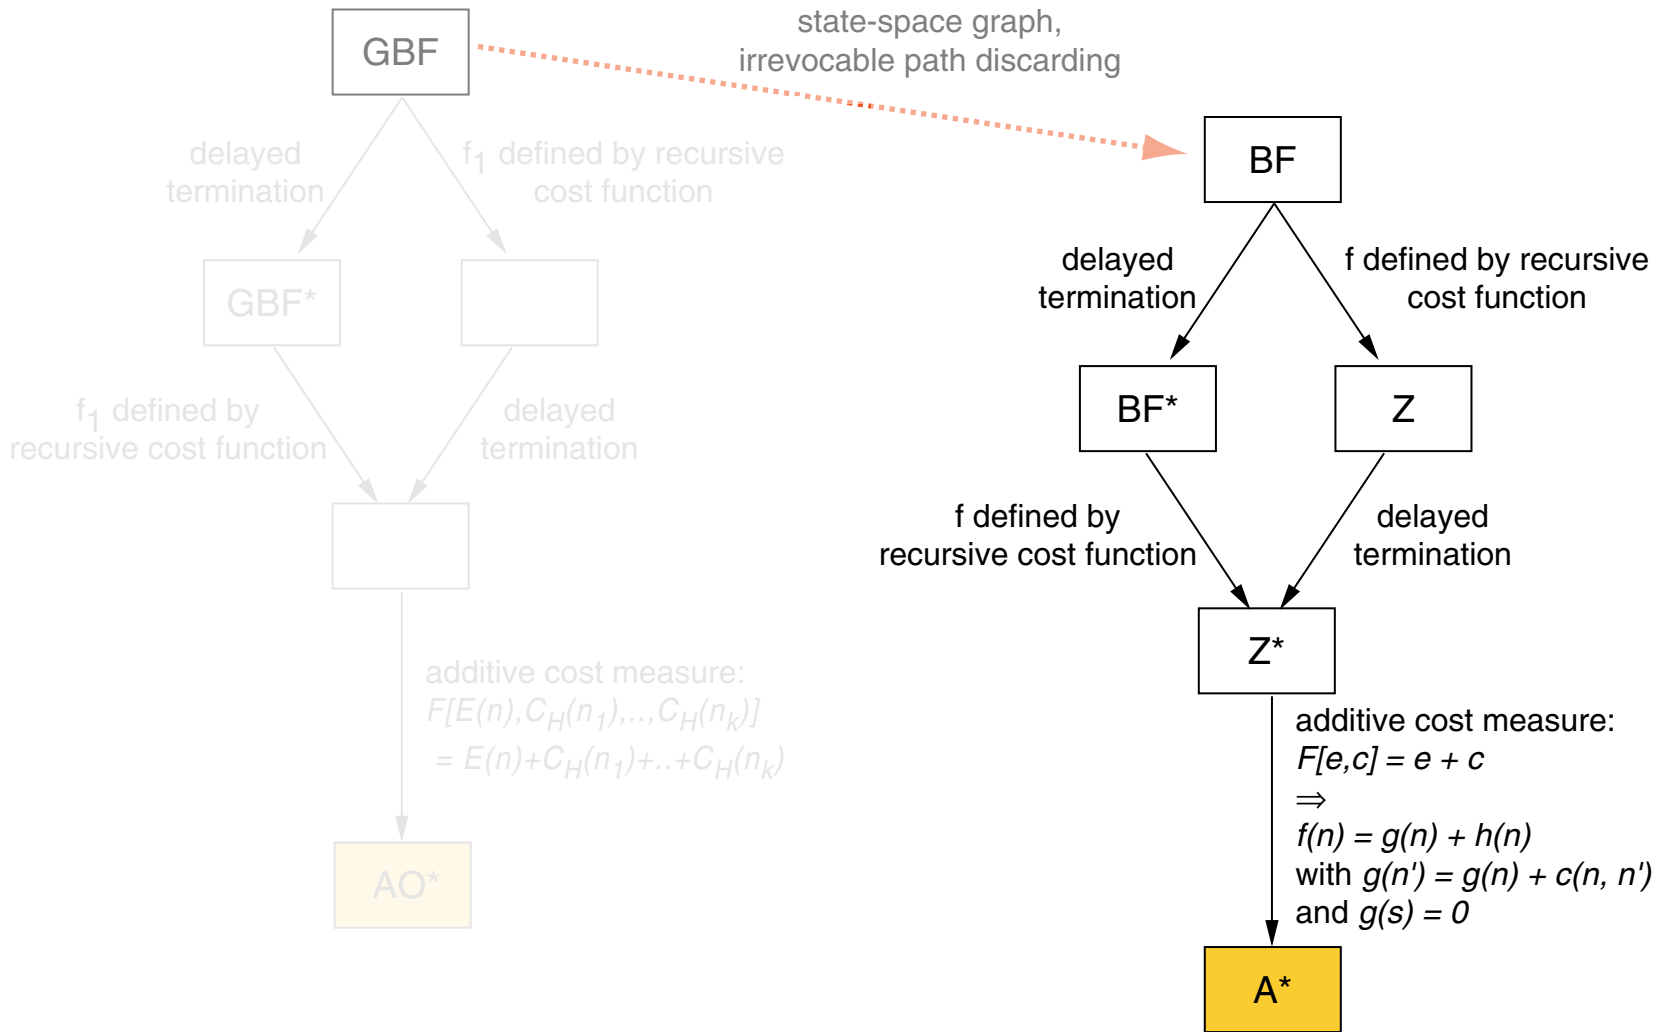 GBF
state-space graph,
irrevocable path discarding
delayed
termination
f1 defined by recursive
cost function
GBF*
f1 defined by
recursive cost function
delayed
termination
additive cost measure:
F[E(n),CH(n1),..,CH(nk)]
= E(n)+CH(n1)+..+CH(nk)
AO*
BF
delayed
termination
f defined by recursive
cost function
BF*
Z
f defined by
recursive cost function
delayed
termination
Z*
additive cost measure:
F[e,c] = e + c
⇒
f(n) = g(n) + h(n)
with g(n') = g(n) + c(n, n')
and g(s) = 0
A*